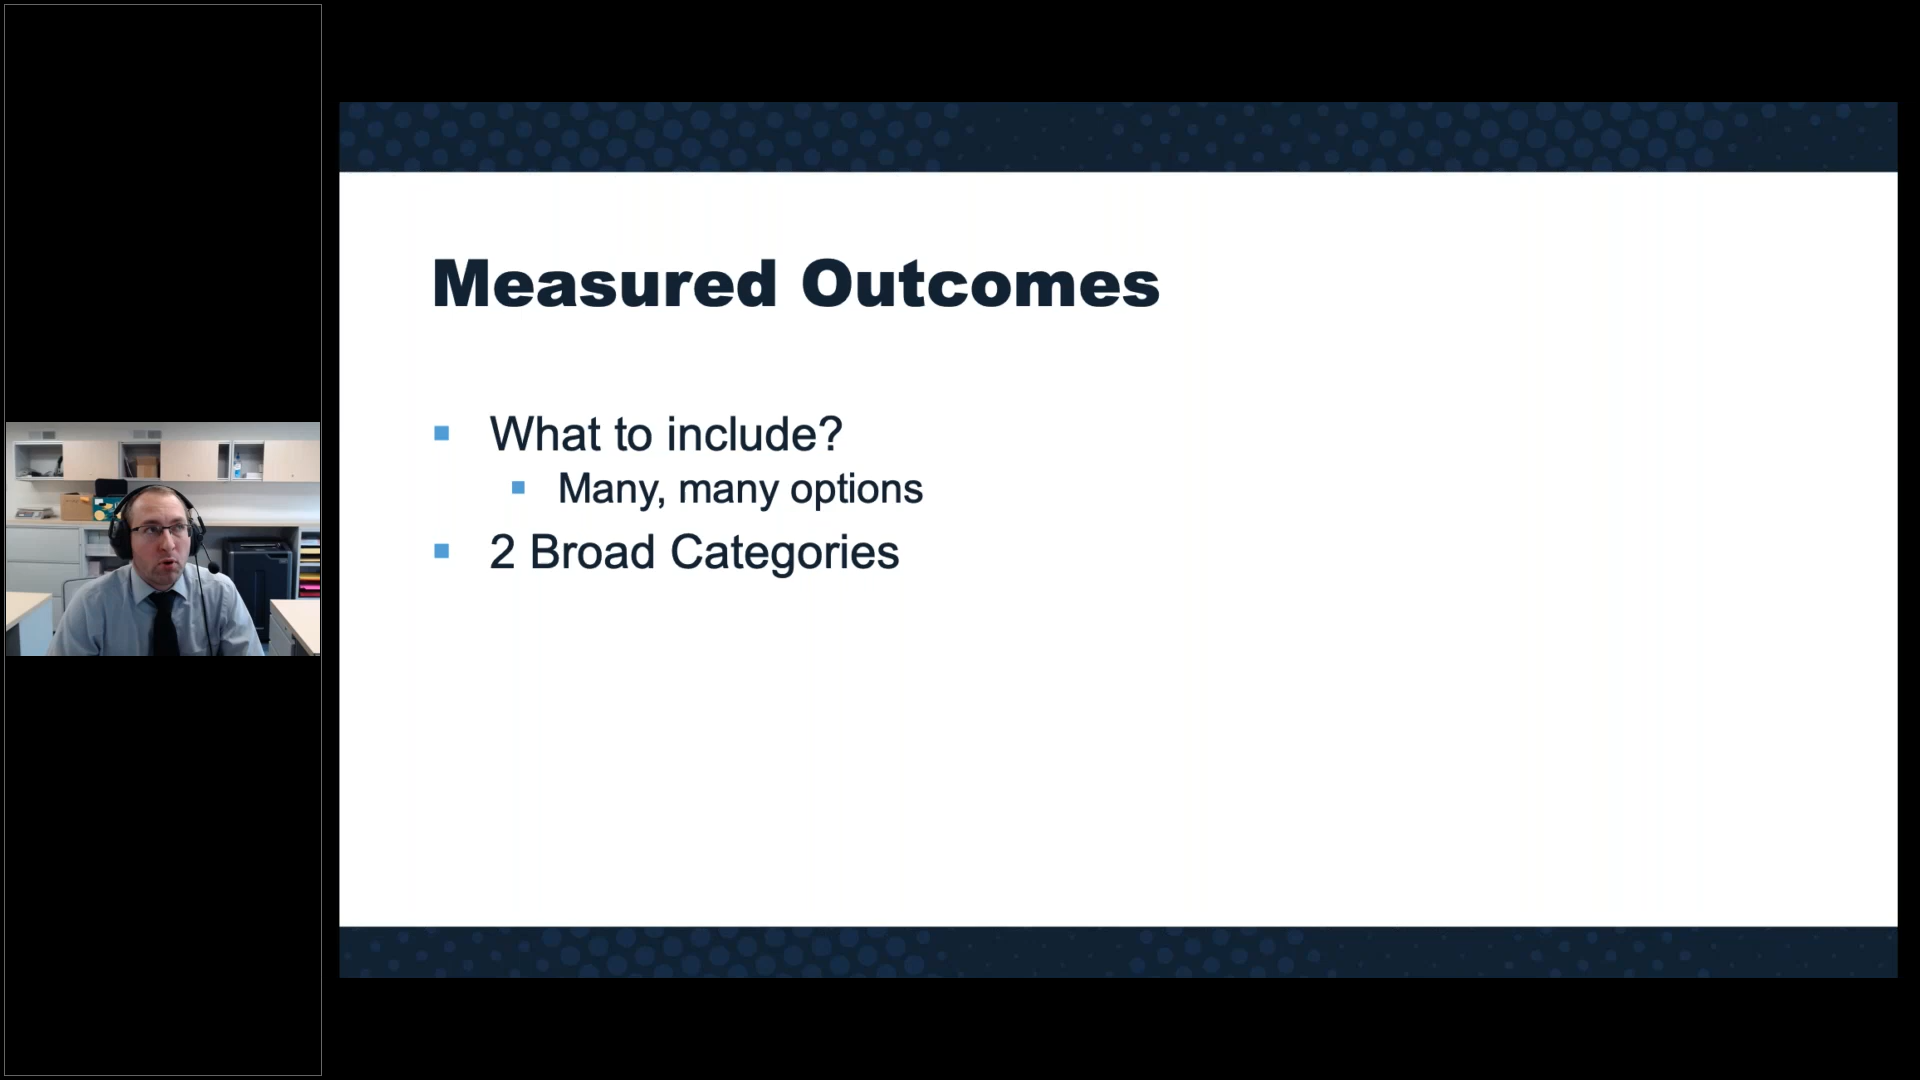 Measured Outcomes
What to include?
Many, many options
2 Broad Categories